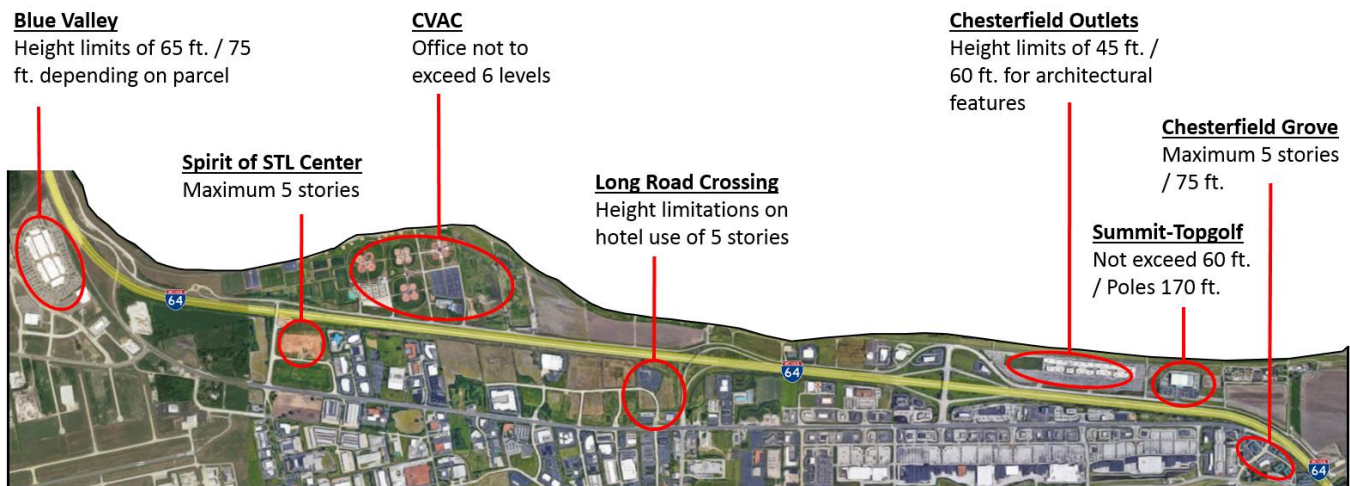 Blue Valley
Height limits of 65 ft. / 75
ft. depending on parcel
CVAC
Office not to
exceed 6 levels
Chesterfield Outlets
Height limits of 45 ft. /
60 ft. for architectural
features
Chesterfield Grove
Maximum 5 stories
/ 75 ft.
Spirit of STL Center
Maximum 5 stories
Long Road Crossing
Height limitations on
hotel use of 5 stories
Summit-Topgolf
Not exceed 60 ft.
/ Poles 170 ft.
64
64
64